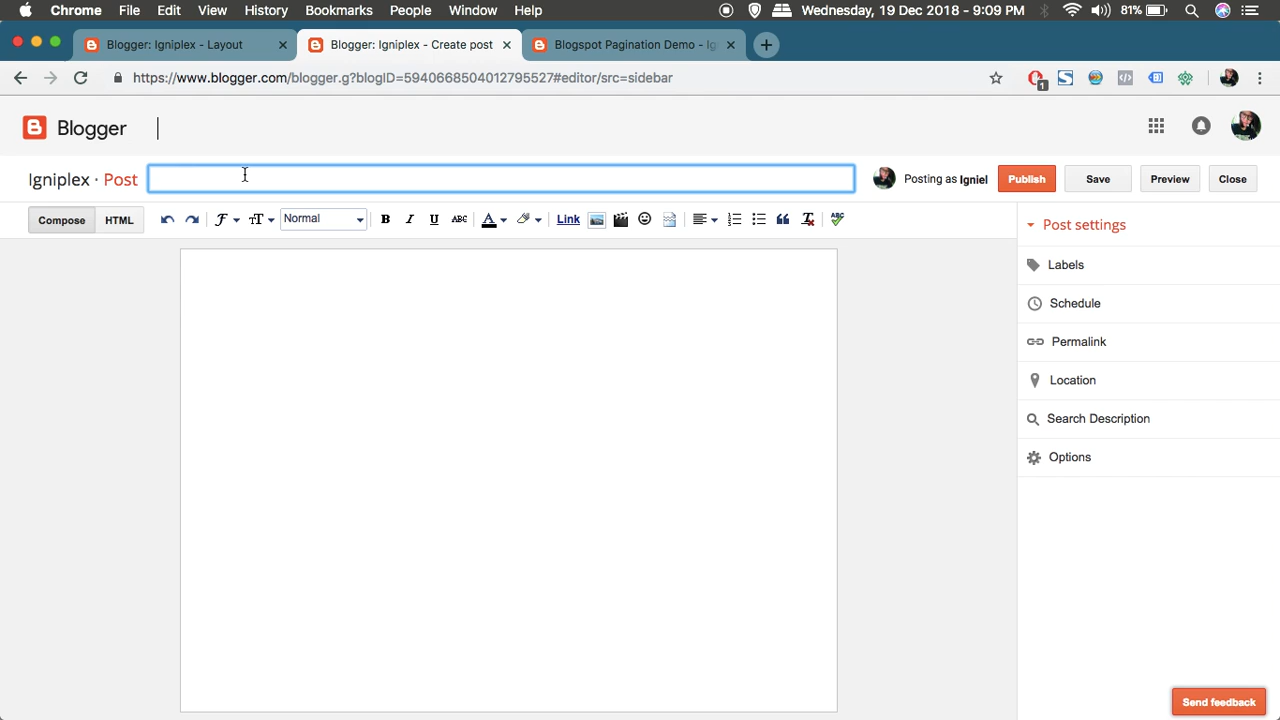 Chrome File Edit View History Bookmarks People Window Help 81% Wednesday, 19 Dec 2018 - 9:09 PM
Blogger: Igniplex - Layout Blogger: Igniplex - Create post Blogspot Pagination Demo - Ig
https://www.blogger.com/blogger.g?blogID=5940668504012795527#editor/src=sidebar 1
Blogger
Igniplex · Post Posting as Igniel Publish Save Preview Close
Compose HTML Normal B I U ABC A Link ABC
Post settings
Labels
Schedule
Permalink
Location
Search Description
Options
Send feedback